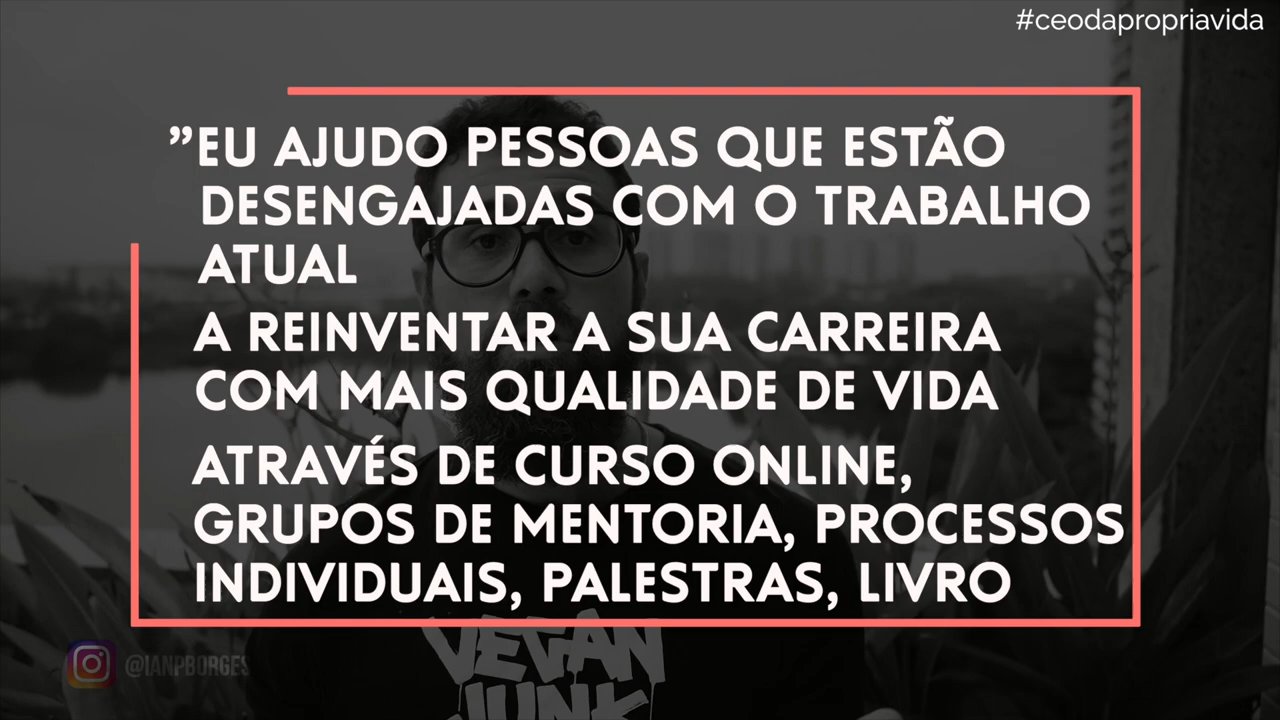 #ceodapropriavida
”EU AJUDO PESSOAS QUE ESTÃO
DESENGAJADAS COM O TRABALHO
ATUAL
A REINVENTAR A SUA CARREIRA
COM MAIS QUALIDADE DE VIDA
ATRAVÉS DE CURSO ONLINE,
GRUPOS DE MENTORIA, PROCESSOS
INDIVIDUAIS, PALESTRAS, LIVRO
VEGAN
JUNK
@IANPBORGES